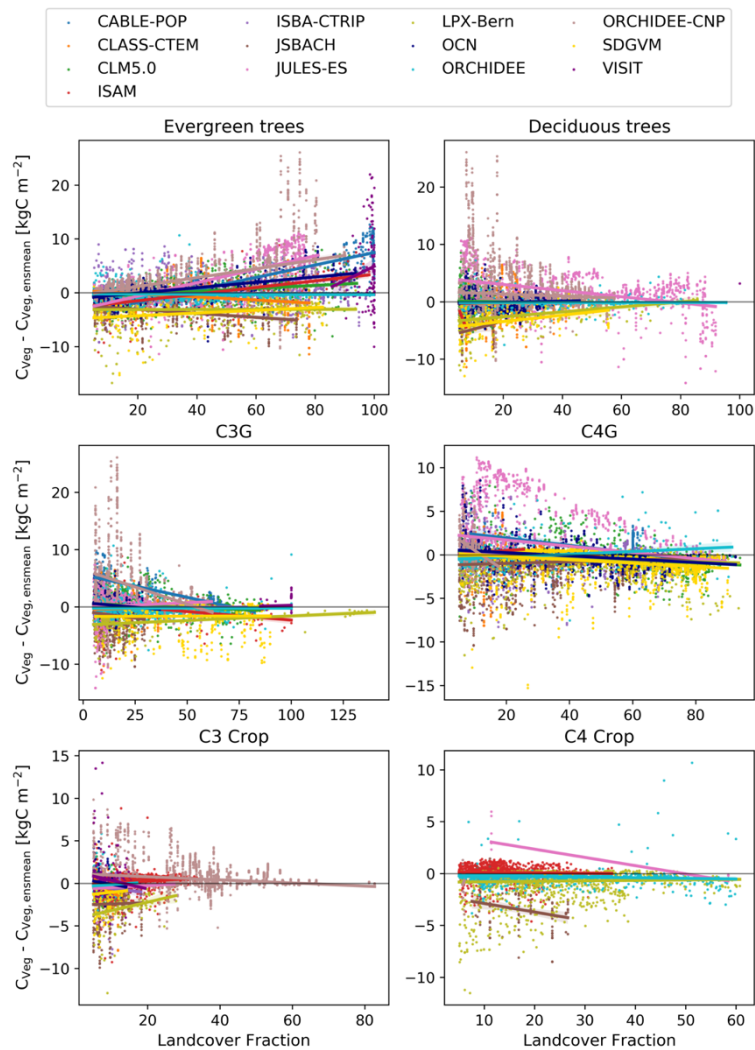 CABLE-POP ISBA-CTRIP LPX-Bern ORCHIDEE-CNP
CLASS-CTEM JSBACH OCN SDGVM
CLM5.0 JULES-ES ORCHIDEE VISIT
ISAM
Evergreen trees Deciduous trees
20
10
0
−10
C_Veg - C_Veg,ensmean [kgC m⁻²]
20 40 60 80 100
20
10
0
−10
20 40 60 80 100
C3G C4G
20
10
0
−10
C_Veg - C_Veg,ensmean [kgC m⁻²]
0 25 50 75 100 125
10
5
0
−5
−10
−15
20 40 60 80
C3 Crop C4 Crop
15
10
5
0
−5
−10
C_Veg - C_Veg,ensmean [kgC m⁻²]
20 40 60 80
Landcover Fraction
10
5
0
−5
−10
10 20 30 40 50 60
Landcover Fraction